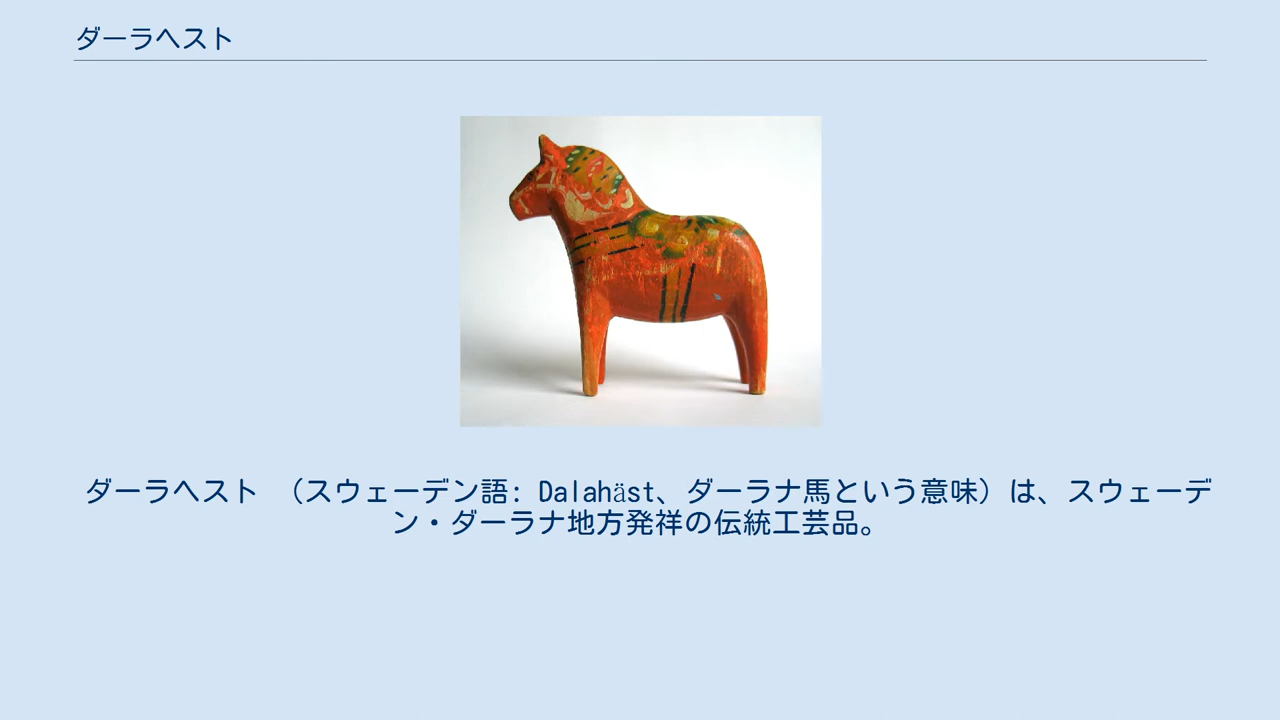 ダーラヘスト
ダーラヘスト （スウェーデン語: Dalahäst、ダーラナ馬という意味）は、スウェーデ
ン・ダーラナ地方発祥の伝統工芸品。